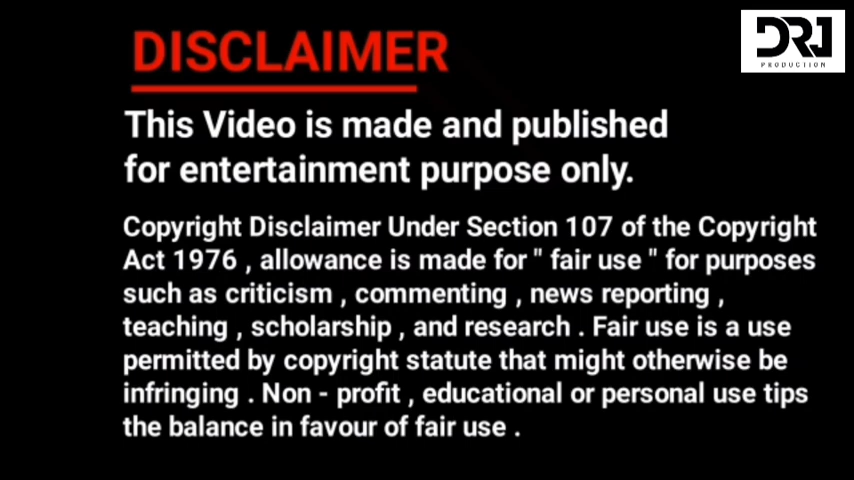 DISCLAIMER
DRJ
PRODUCTION
This Video is made and published
for entertainment purpose only.
Copyright Disclaimer Under Section 107 of the Copyright
Act 1976 , allowance is made for " fair use " for purposes
such as criticism , commenting , news reporting ,
teaching , scholarship , and research . Fair use is a use
permitted by copyright statute that might otherwise be
infringing . Non - profit , educational or personal use tips
the balance in favour of fair use .